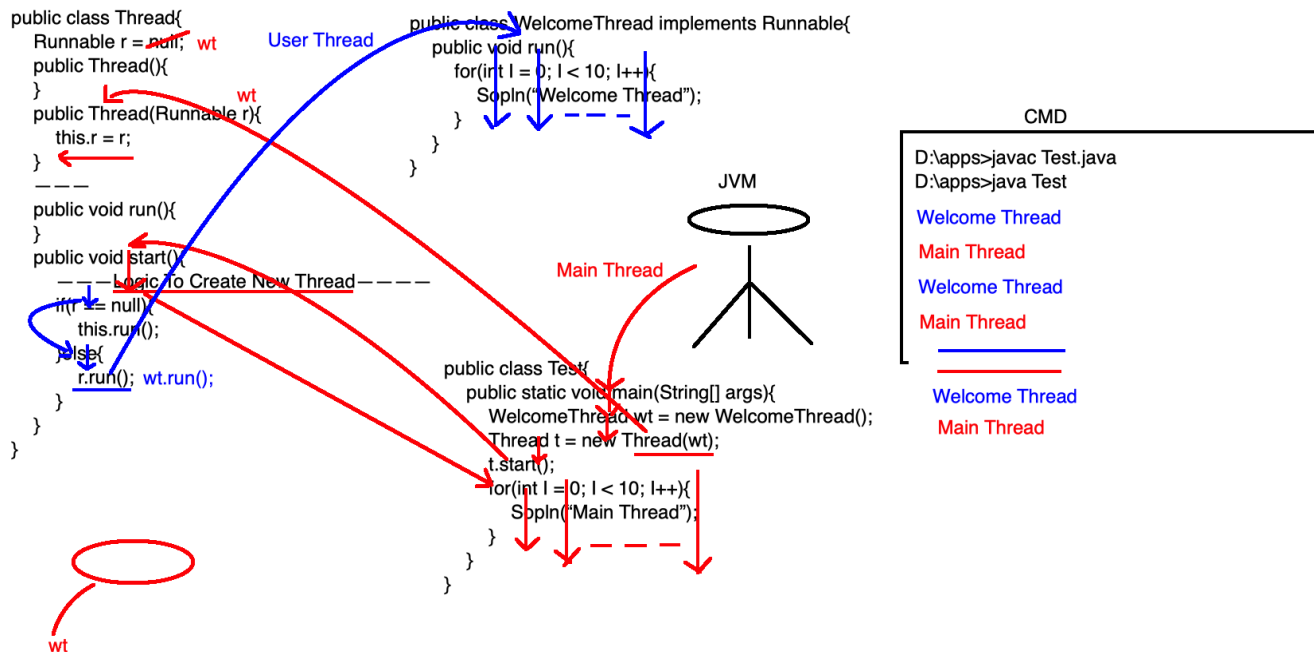 public class Thread{
Runnable r = null; wt
public Thread(){
}
wt
public Thread(Runnable r){
this.r = r;
}
— — —
public void run(){
}
public void start(){
— — —Logic To Create New Thread— — — —
if(r == null){
this.run();
}else{
r.run(); wt.run();
}
}
}
wt
User Thread
public class WelcomeThread implements Runnable{
public void run(){
for(int I = 0; I < 10; I++){
Sopln(“Welcome Thread”);
}
}
}
JVM
Main Thread
public class Test{
public static void main(String[] args){
WelcomeThread wt = new WelcomeThread();
Thread t = new Thread(wt);
t.start();
for(int I = 0; I < 10; I++){
Sopln(“Main Thread”);
}
}
}
CMD
D:\apps>javac Test.java
D:\apps>java Test
Welcome Thread
Main Thread
Welcome Thread
Main Thread
Welcome Thread
Main Thread